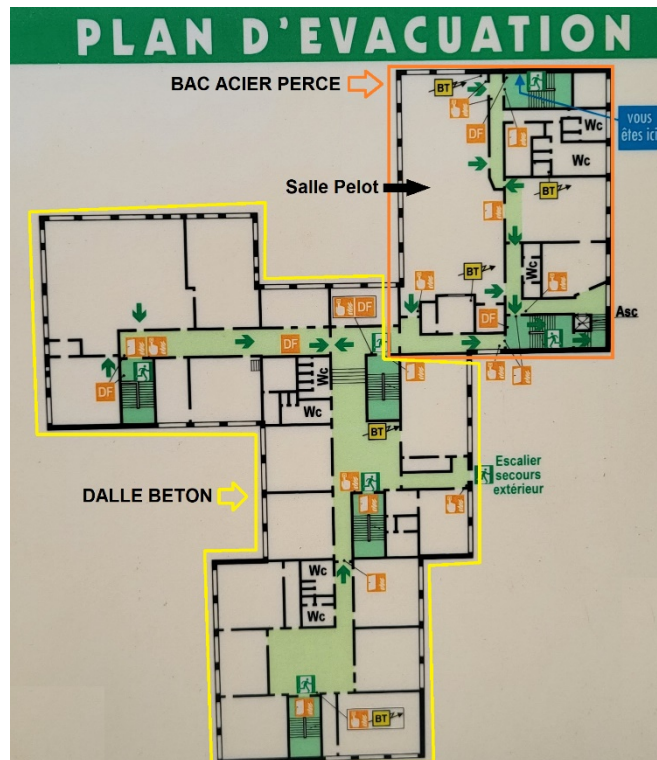 PLAN D'EVACUATION
BAC ACIER PERCE
BT
DF
Wc
vous
êtes ici
Wc
Salle Pelot
BT
Wc
BT
DF
DF
DF
Asc
DF
Wc
Wc
BT
Escalier
secours
extérieur
DALLE BETON
Wc
Wc
BT